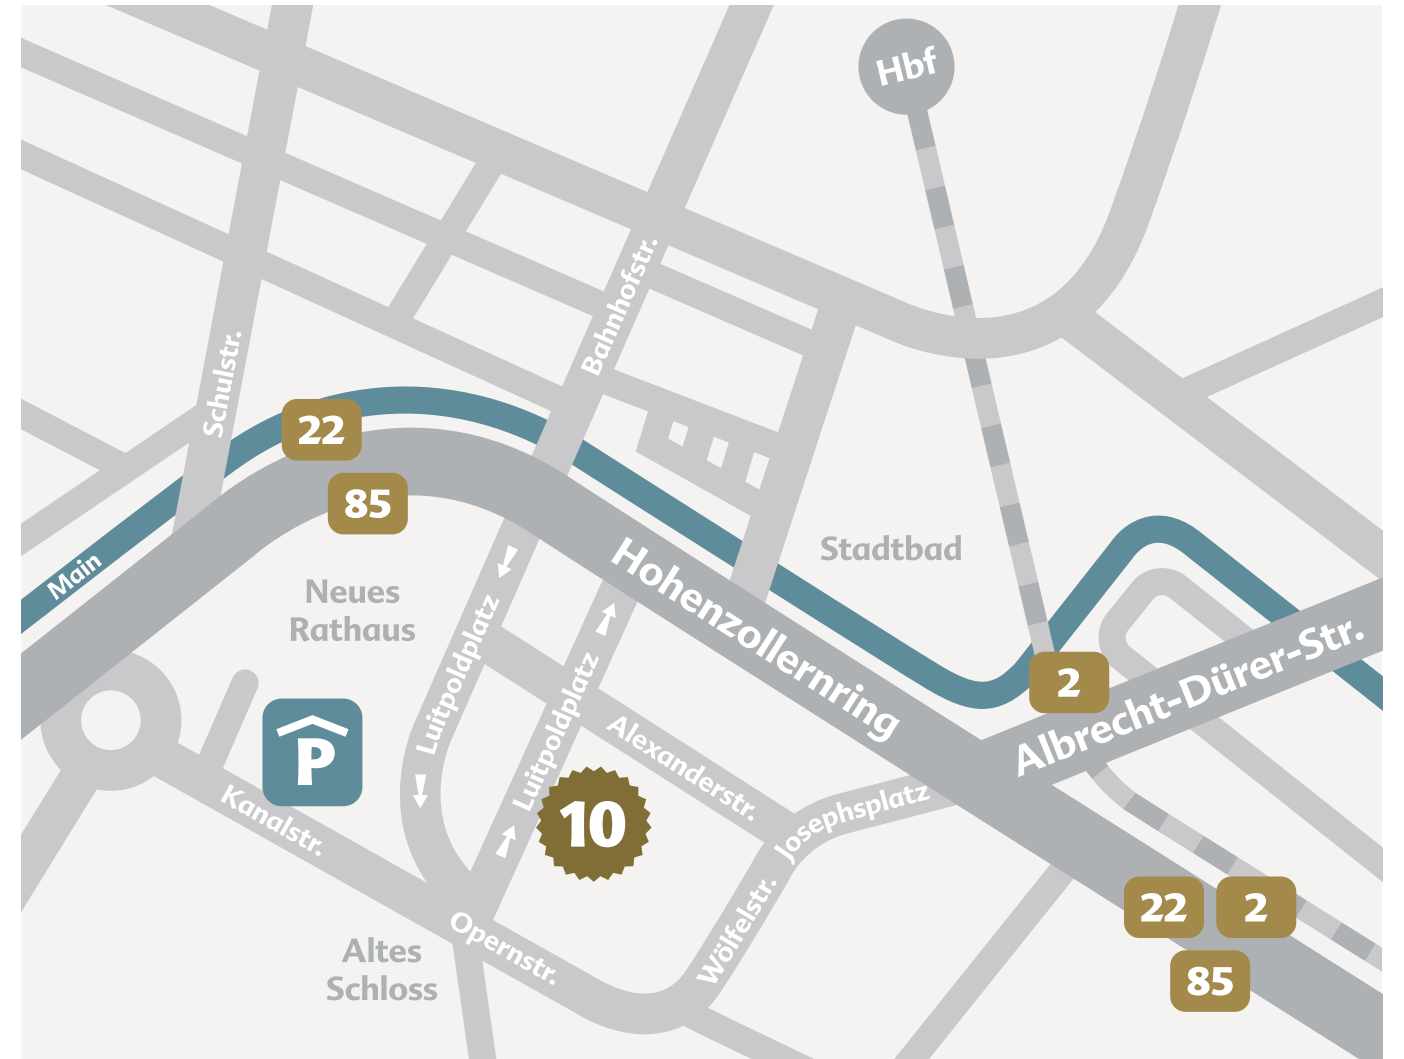 Hbf
Bahnhofstr.
Schulstr.
22
85
Main
Stadtbad
Neues
Rathaus
Hohenzollernring
Luitpoldplatz
Luitpoldplatz
2
Albrecht-Dürer-Str.
P
Alexanderstr.
10
Kanalstr.
Josephsplatz
Wölfelstr.
Opernstr.
Altes
Schloss
22
2
85